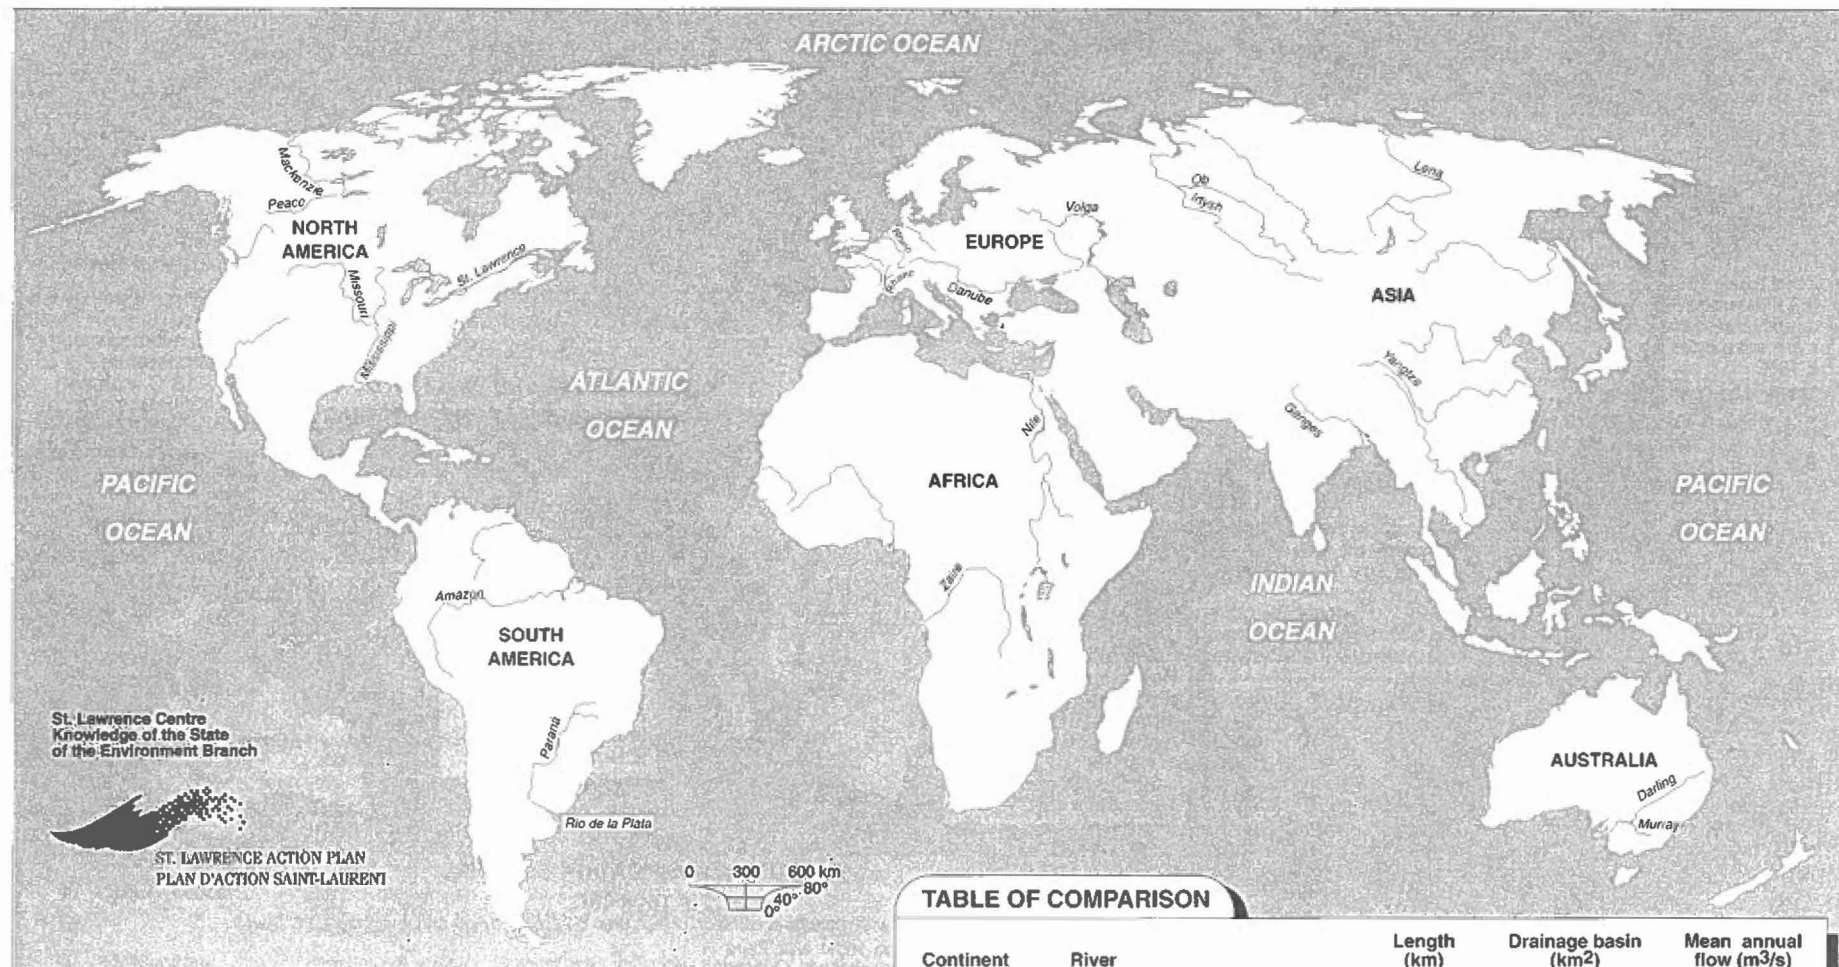 ARCTIC OCEAN
Mackenzie
Peace
NORTH
AMERICA
Missouri
Mississippi
St. Lawrence
ATLANTIC
OCEAN
PACIFIC
OCEAN
Amazon
SOUTH
AMERICA
Parana
Rio de la Plata
Rhone
Danube
EUROPE
Volga
Ob
Irtysh
Lena
ASIA
Yangtze
Ganges
Nile
AFRICA
Zaire
INDIAN
OCEAN
PACIFIC
OCEAN
AUSTRALIA
Darling
Murray
St. Lawrence Centre
Knowledge of the State
of the Environment Branch
ST. LAWRENCE ACTION PLAN
PLAN D'ACTION SAINT-LAURENT
0 300 600 km
80°
40°
0°
TABLE OF COMPARISON
Continent River Length (km) Drainage basin (km2) Mean annual flow (m3/s)